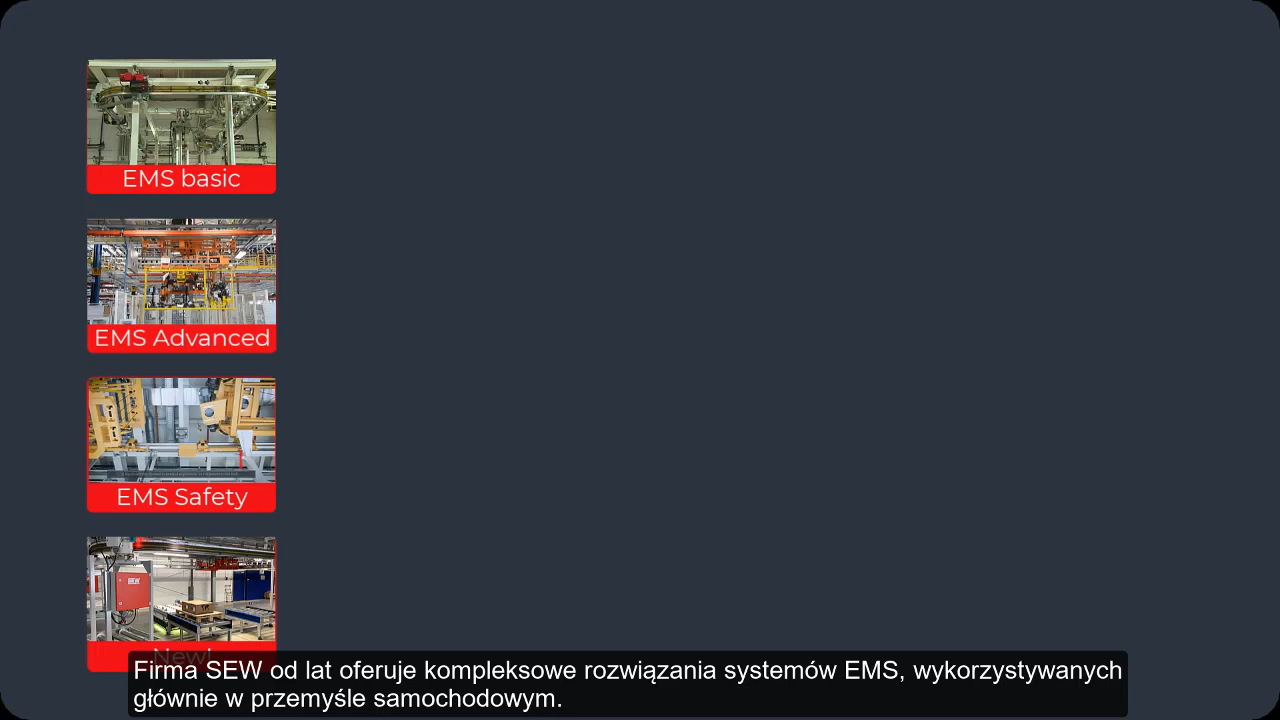 EMS basic
EMS Advanced
EMS Safety
New!
Firma SEW od lat oferuje kompleksowe rozwiązania systemów EMS, wykorzystywanych
głównie w przemyśle samochodowym.